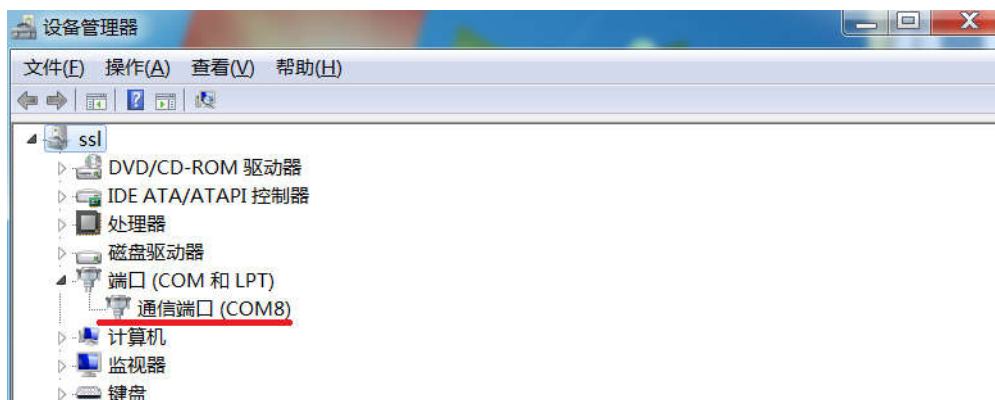 设备管理器
文件(F) 操作(A) 查看(V) 帮助(H)
ssl
DVD/CD-ROM 驱动器
IDE ATA/ATAPI 控制器
处理器
磁盘驱动器
端口 (COM 和 LPT)
通信端口 (COM8)
计算机
监视器
键盘